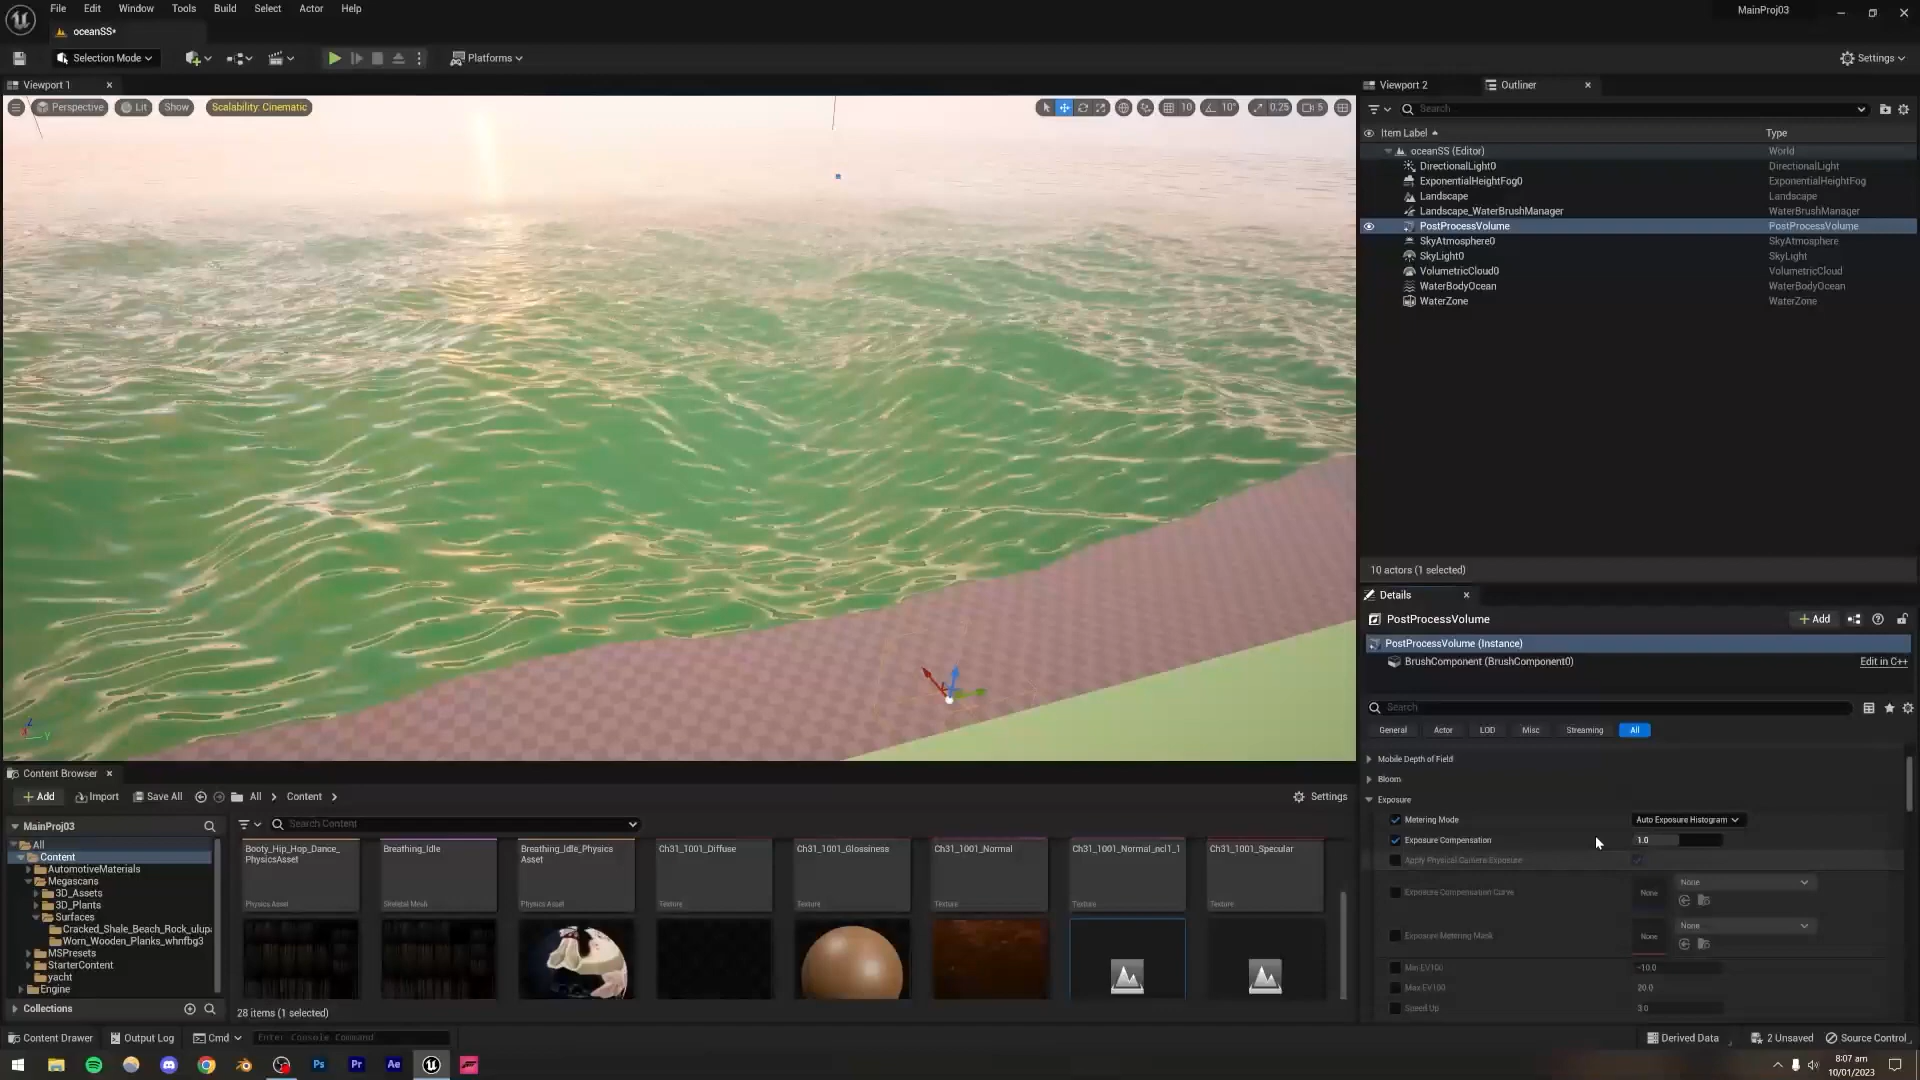 File Edit Window Tools Build Select Actor Help
MainProj03
oceanSS*
Selection Mode
Platforms
Settings
Viewport 1
Perspective
Lit
Show
Scalability: Cinematic
10
10°
0.25
5
Viewport 2
Outliner
Search...
Item Label
Type
oceanSS (Editor) World
DirectionalLight0 DirectionalLight
ExponentialHeightFog0 ExponentialHeightFog
Landscape Landscape
Landscape_WaterBrushManager WaterBrushManager
PostProcessVolume PostProcessVolume
SkyAtmosphere0 SkyAtmosphere
SkyLight0 SkyLight
VolumetricCloud0 VolumetricCloud
WaterBodyOcean WaterBodyOcean
WaterZone WaterZone
10 actors (1 selected)
Details
PostProcessVolume
Add
PostProcessVolume (Instance)
BrushComponent (BrushComponent0)
Edit in C++
Search
General Actor LOD Misc Streaming All
Mobile Depth of Field
Bloom
Exposure
Metering Mode Auto Exposure Histogram
Exposure Compensation 1.0
Apply Physical Camera Exposure
Exposure Compensation Curve None None
Exposure Metering Mask None None
Min EV100 -10.0
Max EV100 20.0
Speed Up 3.0
Z
Y
Content Browser
Add
Import
Save All
All
Content
Settings
MainProj03
Search Content
All
Content
AutomotiveMaterials
Megascans
3D_Assets
3D_Plants
Surfaces
Cracked_Shale_Beach_Rock_ulupa
Worn_Wooden_Planks_whnfbg3
MSPresets
StarterContent
yacht
Engine
Collections
Booty_Hip_Hop_Dance_
PhysicsAsset
Physics Asset
Breathing_Idle
Skeletal Mesh
Breathing_Idle_Physics
Asset
Physics Asset
Ch31_1001_Diffuse
Texture
Ch31_1001_Glossiness
Texture
Ch31_1001_Normal
Texture
Ch31_1001_Normal_ncl1_1
Texture
Ch31_1001_Specular
Texture
28 items (1 selected)
Content Drawer
Output Log
Cmd
Enter Console Command
Derived Data
2 Unsaved
Source Control
Ps
Pr
Ae
8:07 am
10/01/2023